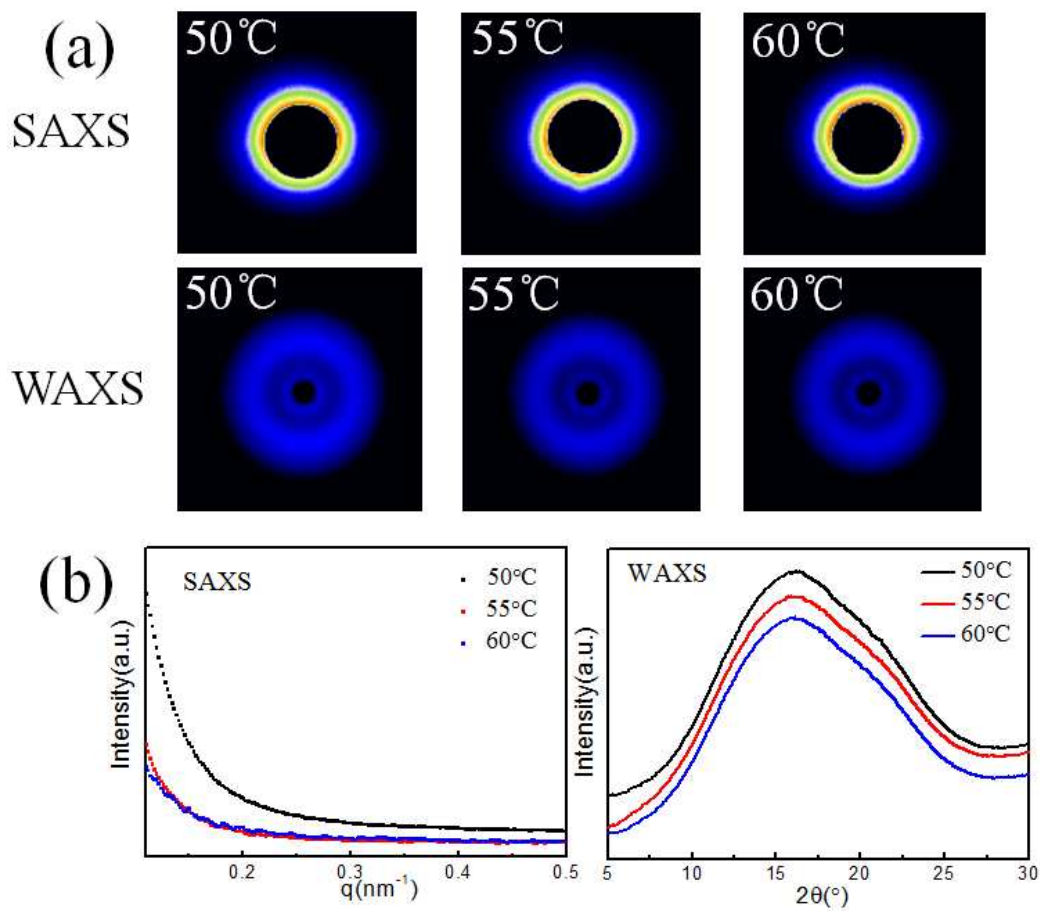 (a)
SAXS
50℃ 55℃ 60℃
WAXS
50℃ 55℃ 60℃
(b)
SAXS
50°C
55°C
60°C
Intensity(a.u.)
0.2 0.3 0.4 0.5
q(nm⁻¹)
WAXS
50°C
55°C
60°C
Intensity(a.u.)
5 10 15 20 25 30
2θ(°)